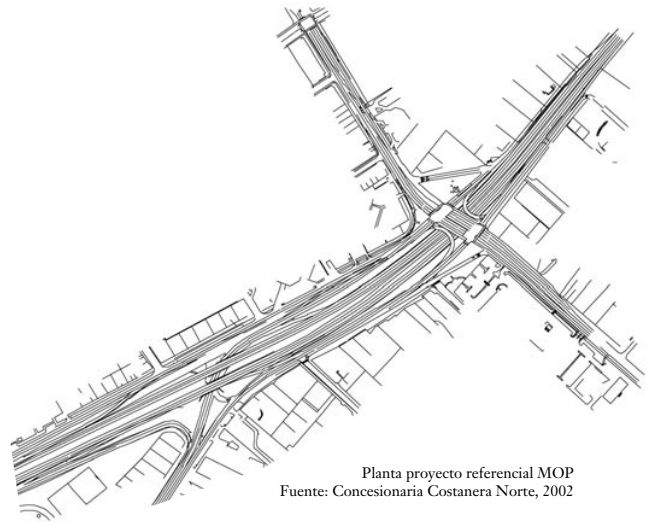 Planta proyecto referencial MOP
Fuente: Concesionaria Costanera Norte, 2002